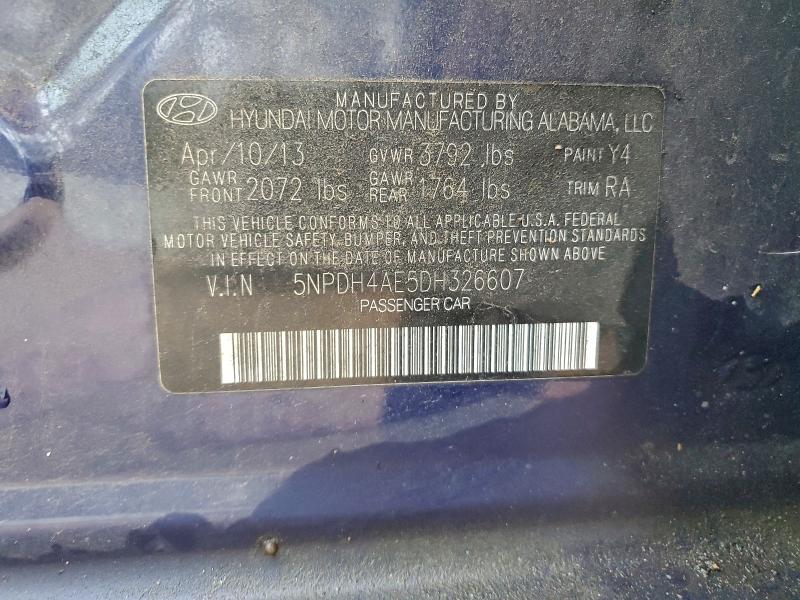 MANUFACTURED BY
HYUNDAI MOTOR MANUFACTURING ALABAMA, LLC
Apr/10/13 GVWR 3792 lbs PAINT Y4
GAWR FRONT 2072 lbs GAWR REAR 1764 lbs TRIM RA
THIS VEHICLE CONFORMS TO ALL APPLICABLE U.S.A. FEDERAL
MOTOR VEHICLE SAFETY, BUMPER, AND THEFT PREVENTION STANDARDS
IN EFFECT ON THE DATE OF MANUFACTURE SHOWN ABOVE
V.I.N 5NPDH4AE5DH326607
PASSENGER CAR